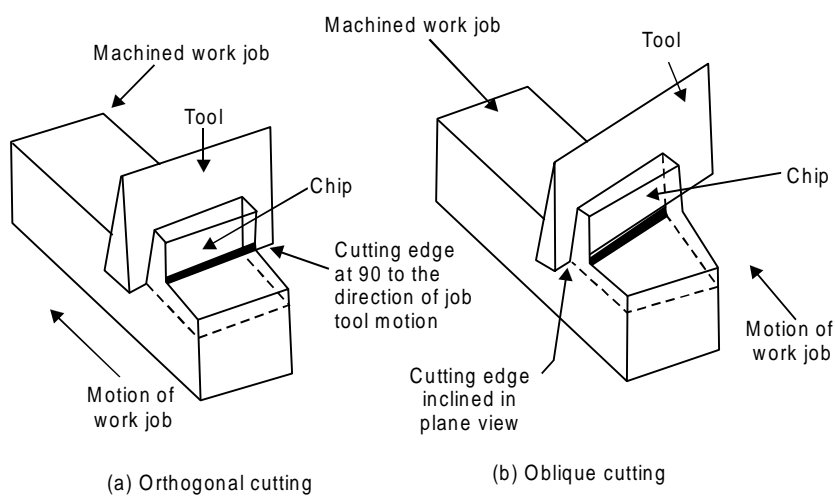 Machined work job
Tool
Chip
Cutting edge
at 90 to the
direction of job
tool motion
Motion of
work job
(a) Orthogonal cutting
Machined work job
Tool
Chip
Motion of
work job
Cutting edge
inclined in
plane view
(b) Oblique cutting